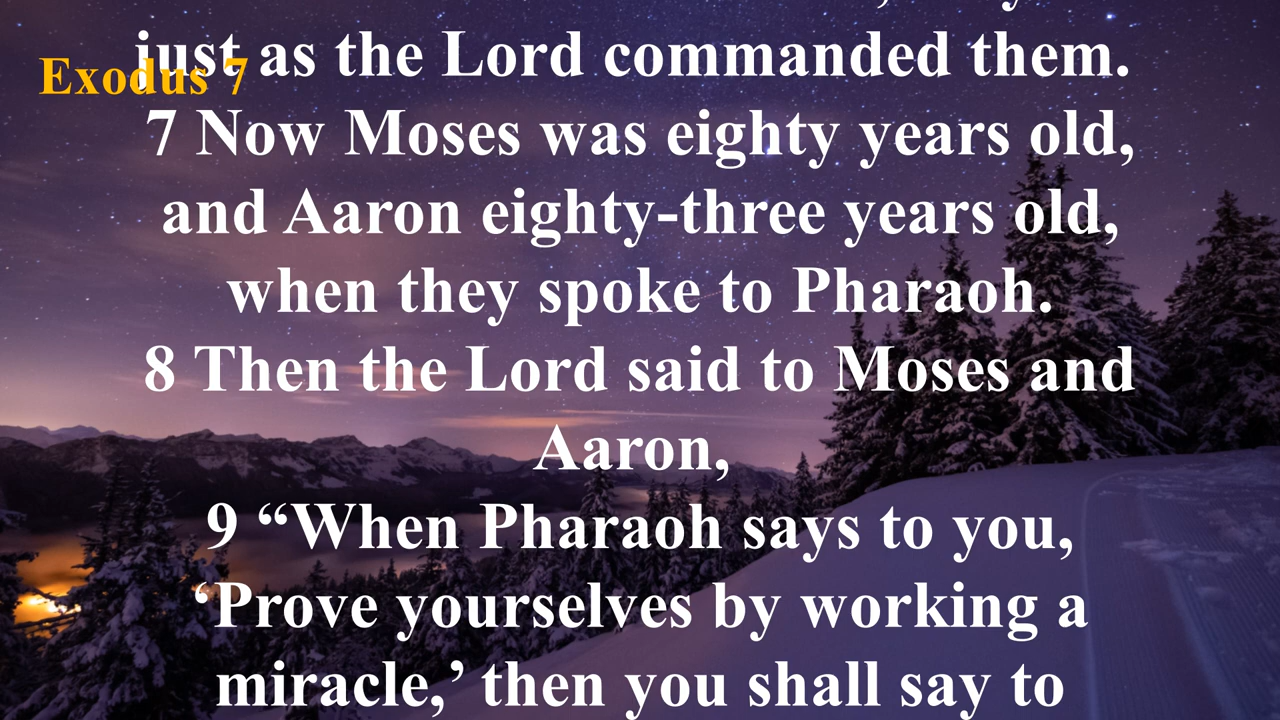 just as the Lord commanded them.
Exodus 7
7 Now Moses was eighty years old,
and Aaron eighty-three years old,
when they spoke to Pharaoh.
8 Then the Lord said to Moses and
Aaron,
9 “When Pharaoh says to you,
‘Prove yourselves by working a
miracle,’ then you shall say to